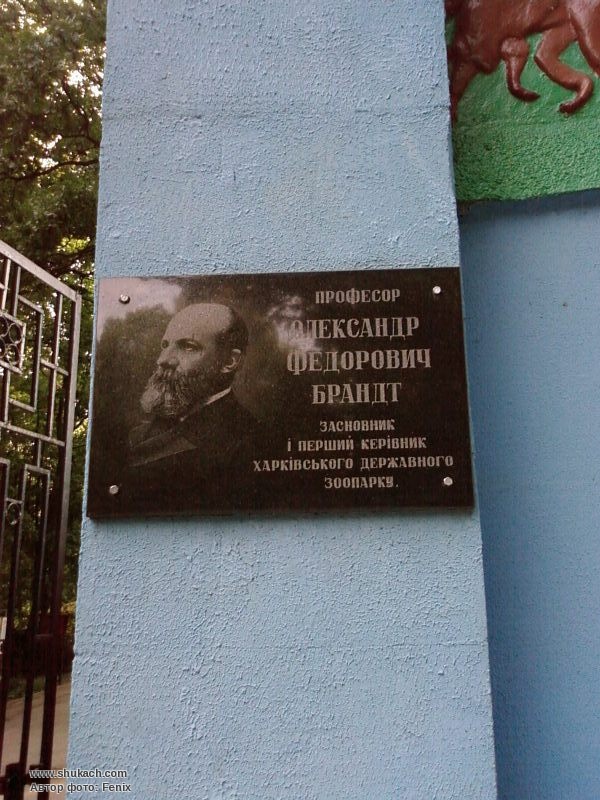 ПРОФЕСОР
ОЛЕКСАНДР
ФЕДОРОВИЧ
БРАНДТ
ЗАСНОВНИК
І ПЕРШИЙ КЕРІВНИК
ХАРКІВСЬКОГО ДЕРЖАВНОГО
ЗООПАРКУ.
www.shukach.com
Автор фото: Fenix